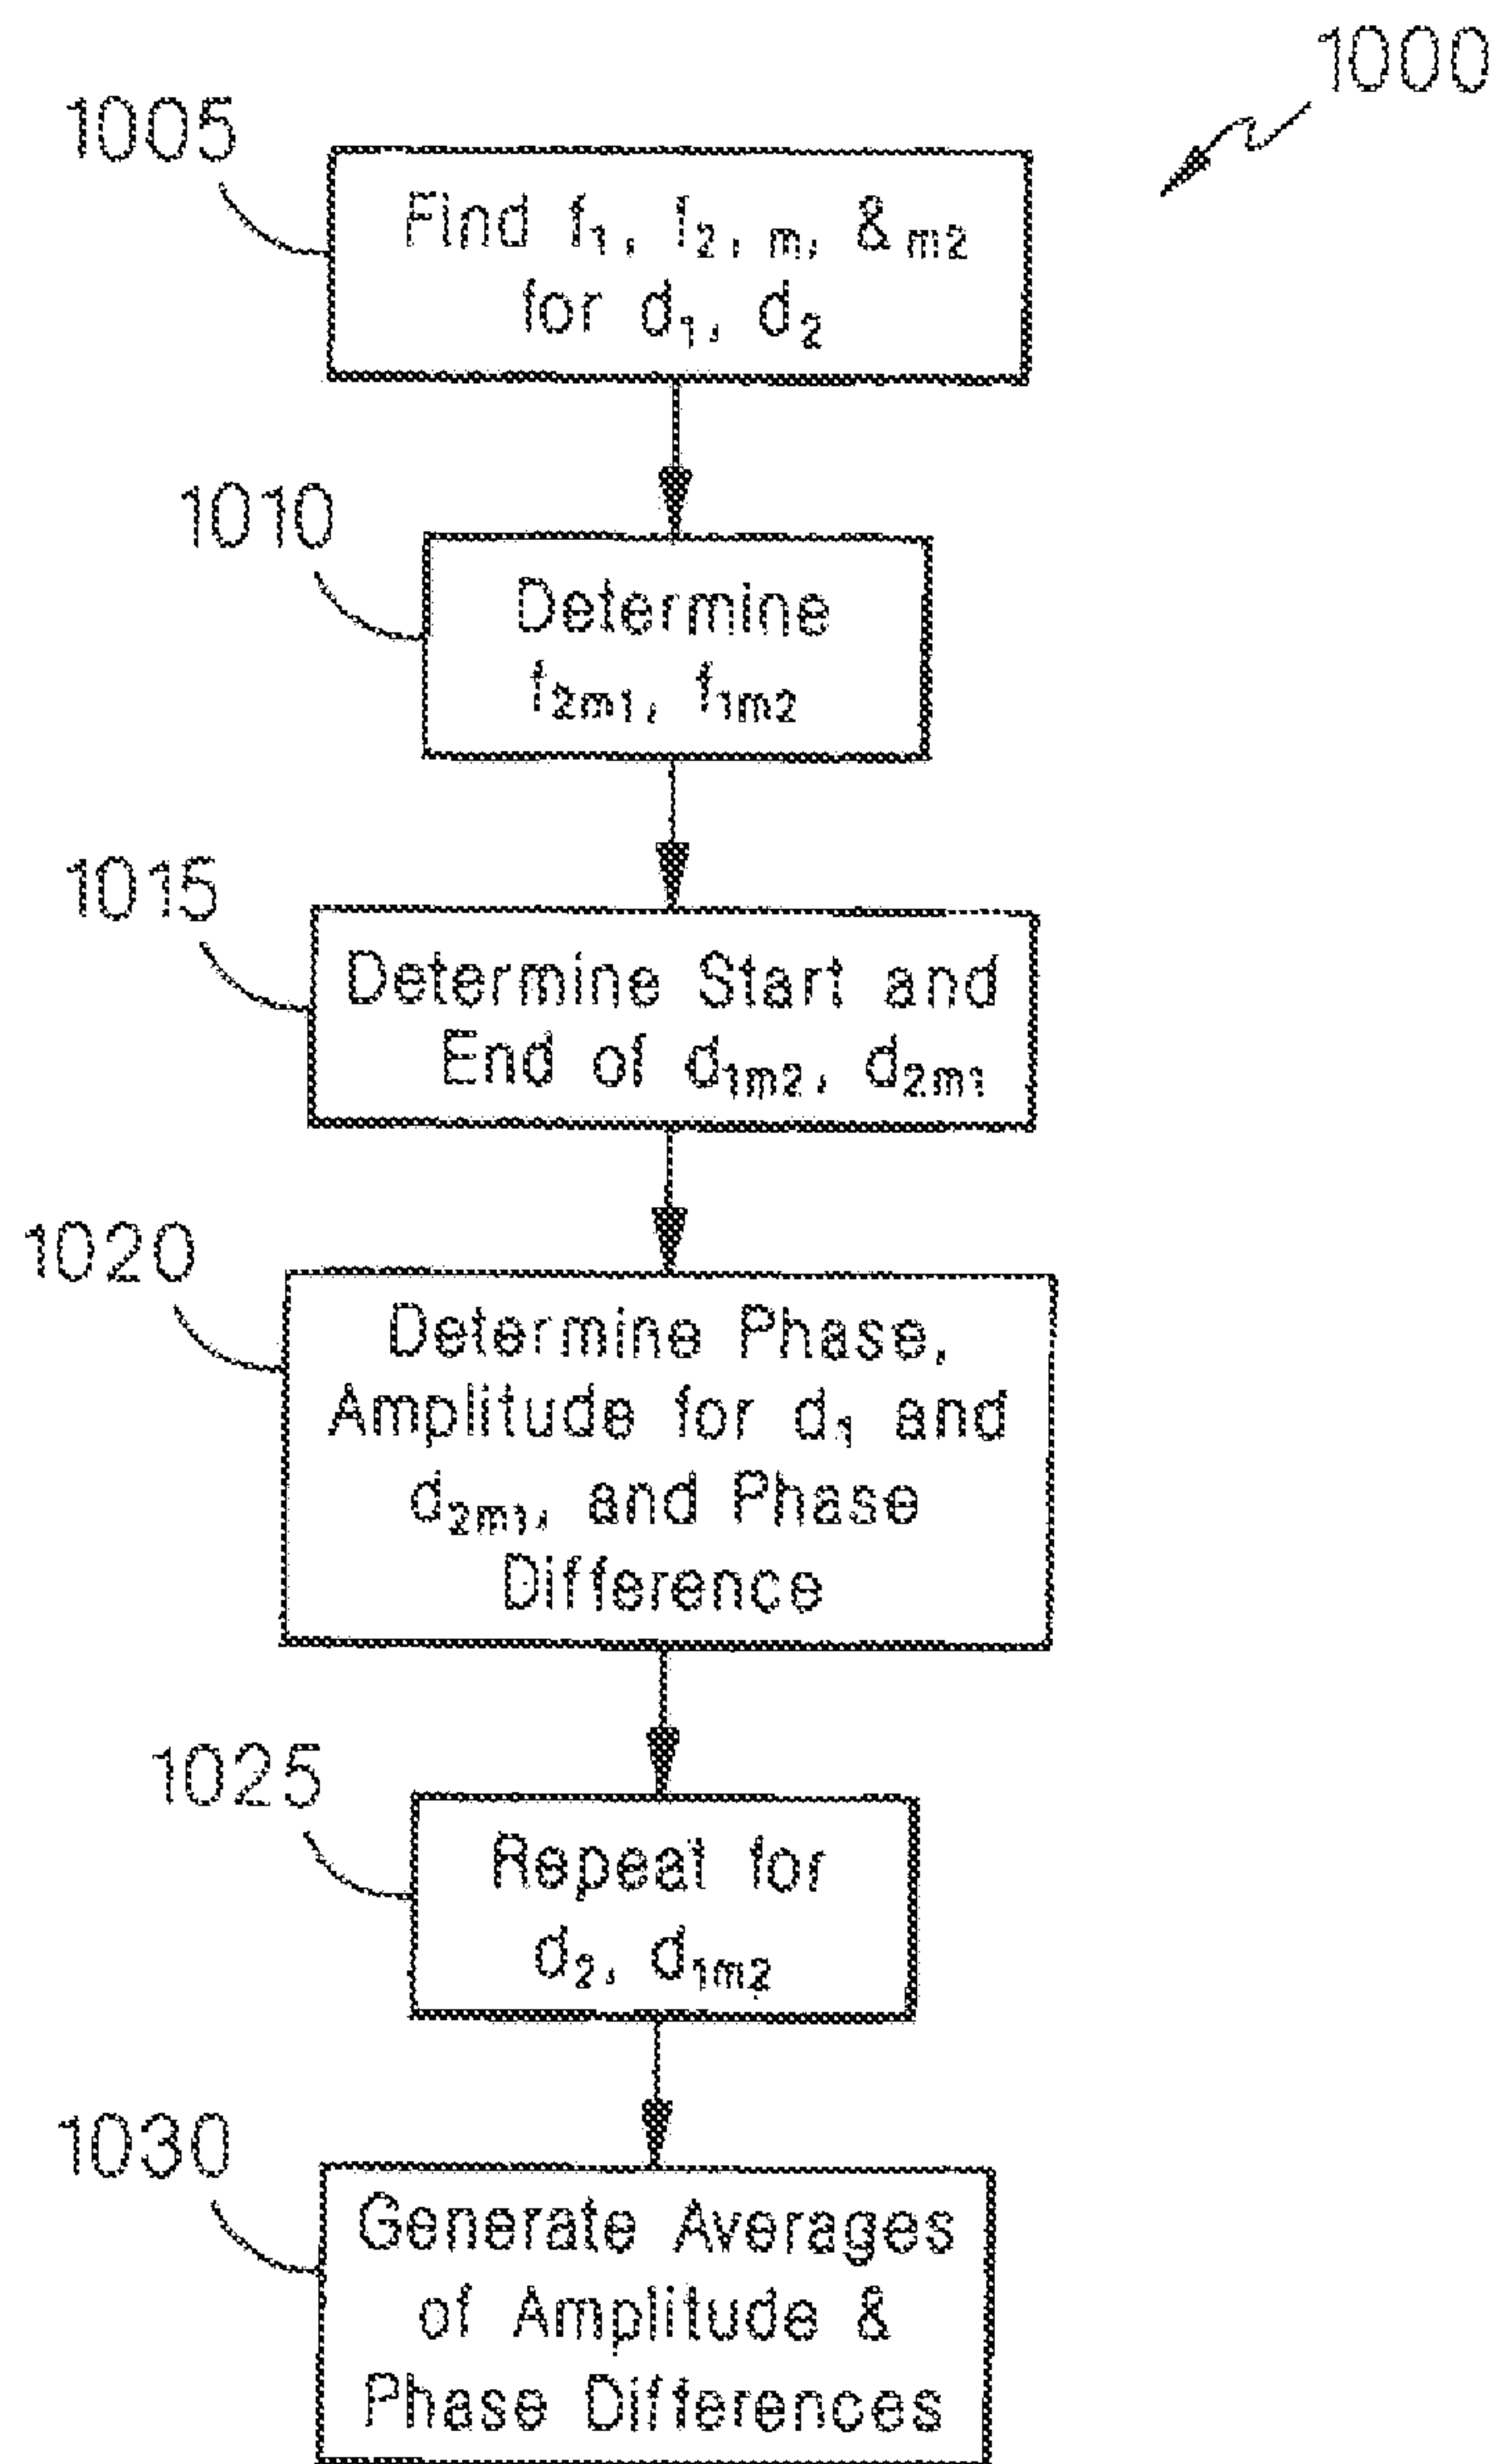 1000
1005
Find f₁, f₂, m, & m2
for d₁, d₂
1010
Determine
f2m1, f1m2
1015
Determine Start and
End of d1m2, d2m1
1020
Determine Phase,
Amplitude for d₁ and
d2m1, and Phase
Difference
1025
Repeat for
d₂, d1m2
1030
Generate Averages
of Amplitude &
Phase Differences